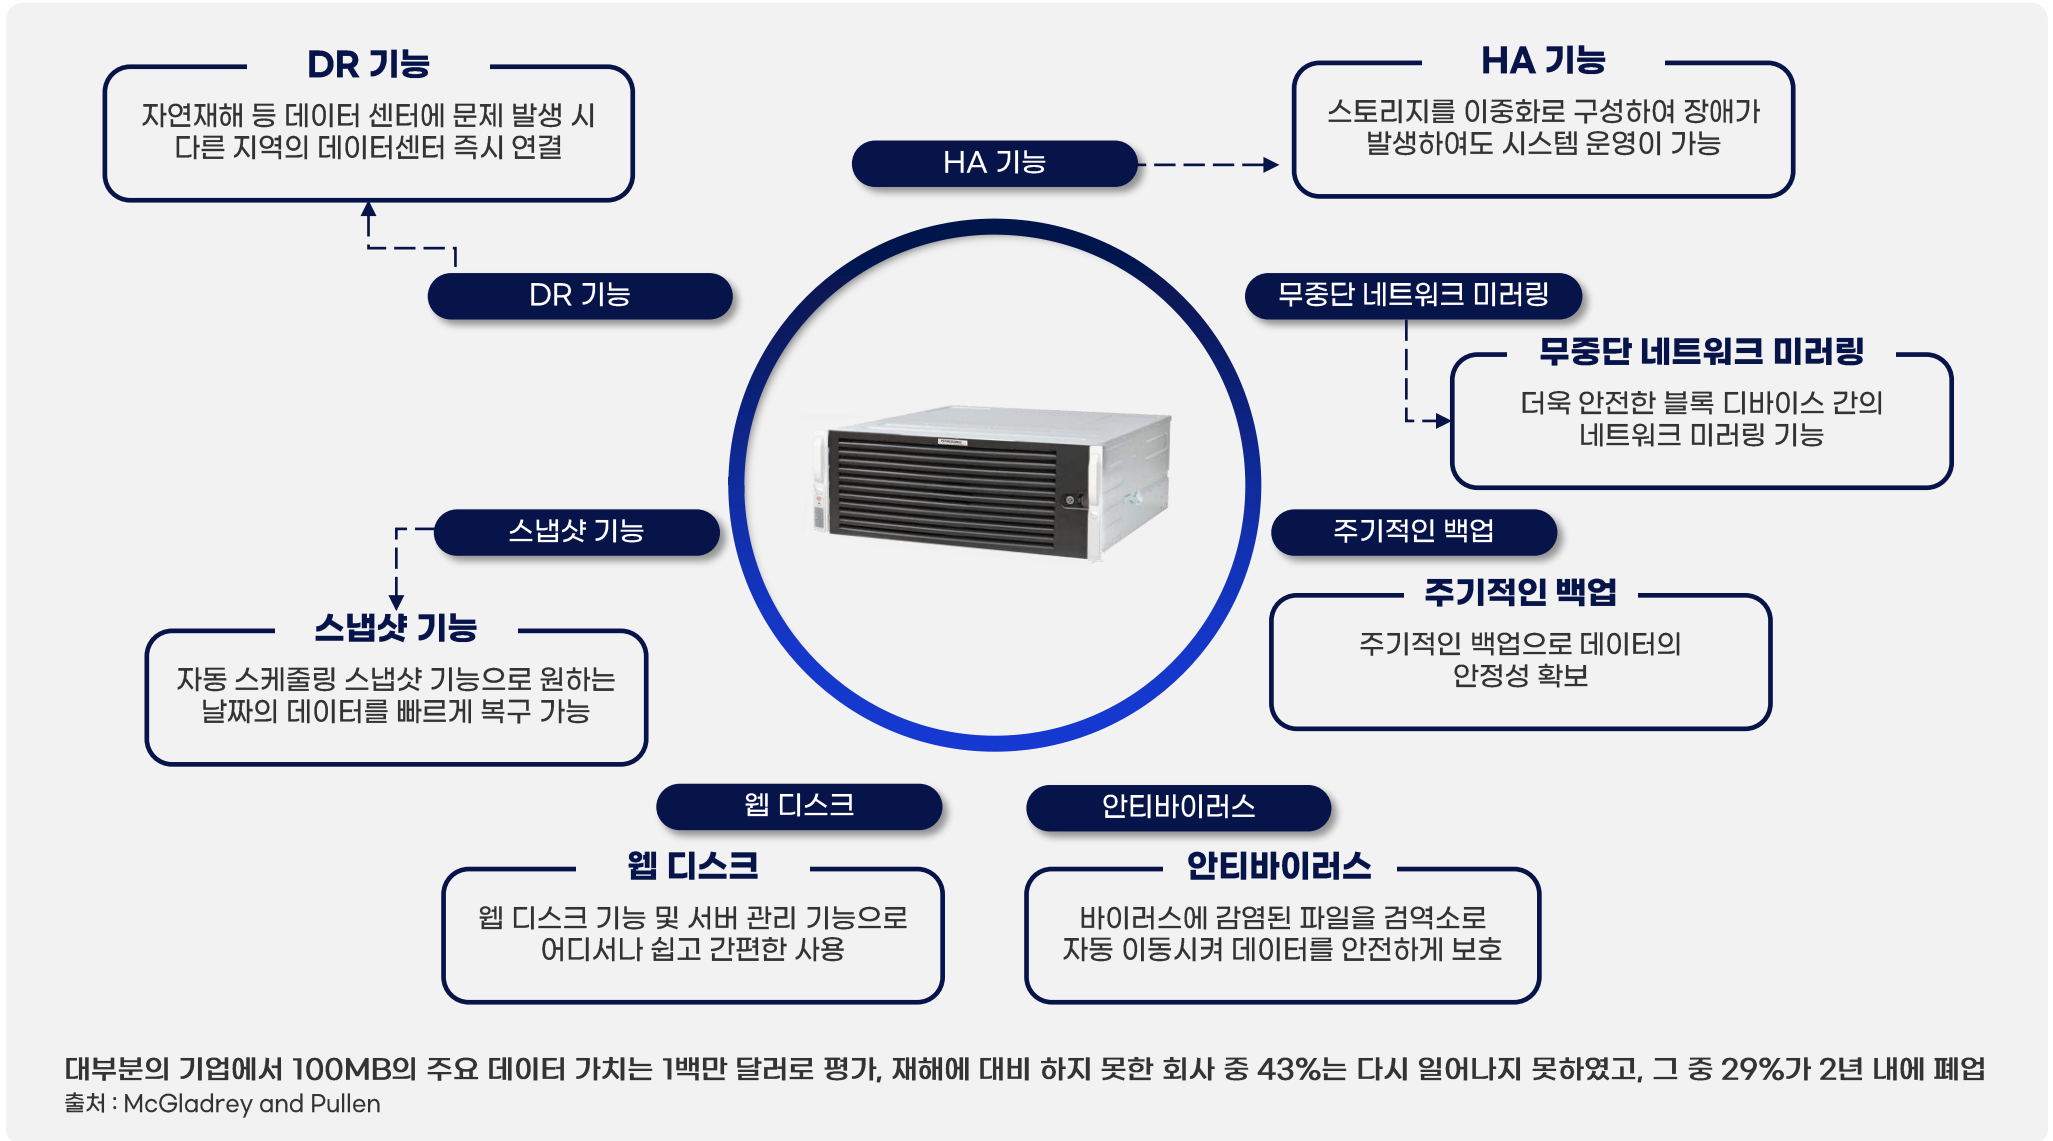 DR 기능
자연재해 등 데이터 센터에 문제 발생 시
다른 지역의 데이터센터 즉시 연결
HA 기능
스토리지를 이중화로 구성하여 장애가
발생하여도 시스템 운영이 가능
HA 기능
DR 기능
무중단 네트워크 미러링
무중단 네트워크 미러링
더욱 안전한 블록 디바이스 간의
네트워크 미러링 기능
스냅샷 기능
주기적인 백업
스냅샷 기능
자동 스케줄링 스냅샷 기능으로 원하는
날짜의 데이터를 빠르게 복구 가능
주기적인 백업
주기적인 백업으로 데이터의
안정성 확보
웹 디스크
안티바이러스
웹 디스크
웹 디스크 기능 및 서버 관리 기능으로
어디서나 쉽고 간편한 사용
안티바이러스
바이러스에 감염된 파일을 검역소로
자동 이동시켜 데이터를 안전하게 보호
대부분의 기업에서 100MB의 주요 데이터 가치는 1백만 달러로 평가, 재해에 대비 하지 못한 회사 중 43%는 다시 일어나지 못하였고, 그 중 29%가 2년 내에 폐업
출처 : McGladrey and Pullen